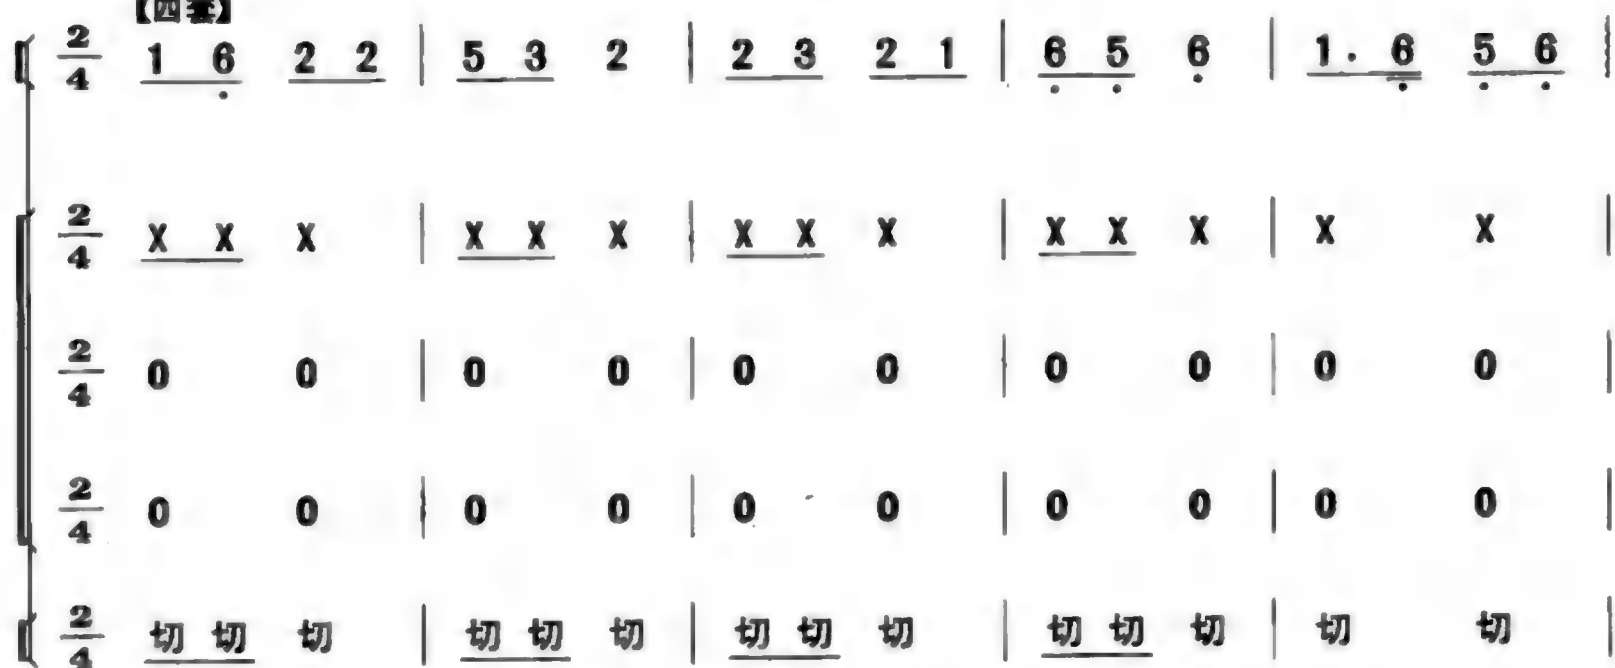 【四套】
2/4 1 6 2 2 | 5 3 2 | 2 3 2 1 | 6 5 6 | 1. 6 5 6 |
2/4 X X X | X X X | X X X | X X X | X X |
2/4 0 0 | 0 0 | 0 0 | 0 0 | 0 0 |
2/4 0 0 | 0 0 | 0 0 | 0 0 | 0 0 |
2/4 切 切 切 | 切 切 切 | 切 切 切 | 切 切 切 | 切 切 |